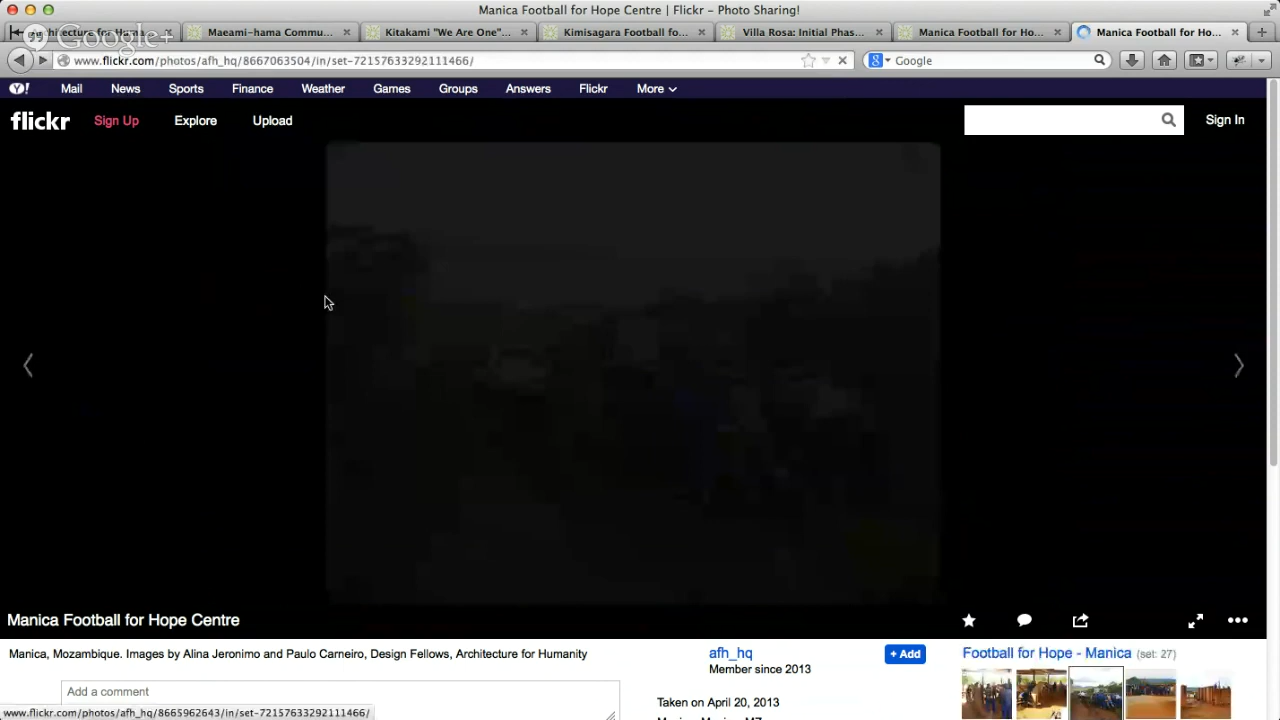 Manica Football for Hope Centre | Flickr - Photo Sharing!
Google+
Maeami-hama Commu...
Kitakami "We Are One"...
Kimisagara Football fo...
Villa Rosa: Initial Phas...
Manica Football for Ho...
Manica Football for Ho...
www.flickr.com/photos/afh_hq/8667063504/in/set-72157633292111466/
Google
Mail News Sports Finance Weather Games Groups Answers Flickr More
flickr Sign Up Explore Upload
Sign In
Manica Football for Hope Centre
Manica, Mozambique. Images by Alina Jeronimo and Paulo Carneiro, Design Fellows, Architecture for Humanity
Add a comment
afh_hq
+ Add
Member since 2013
Taken on April 20, 2013
Football for Hope - Manica (set: 27)
www.flickr.com/photos/afh_hq/8665962643/in/set-72157633292111466/